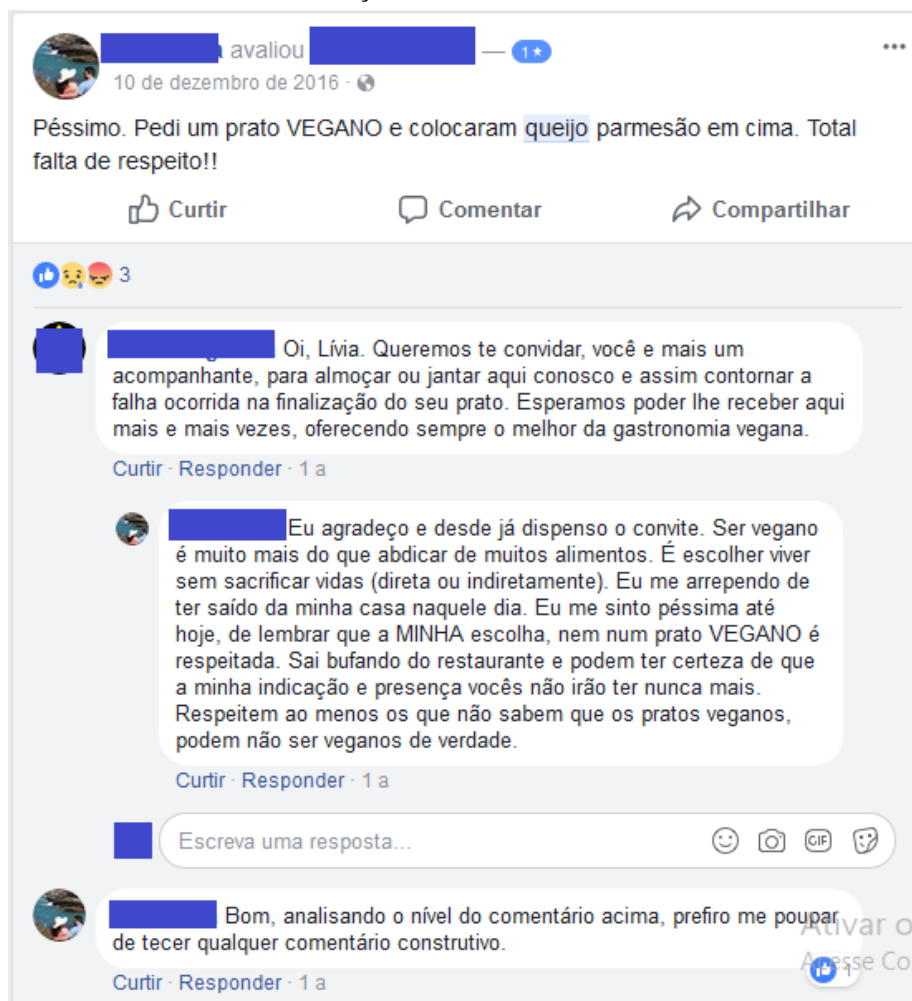 avaliou — 1★
10 de dezembro de 2016 ·
Péssimo. Pedi um prato VEGANO e colocaram queijo parmesão em cima. Total
falta de respeito!!
Curtir Comentar Compartilhar
3
Oi, Lívia. Queremos te convidar, você e mais um
acompanhante, para almoçar ou jantar aqui conosco e assim contornar a
falha ocorrida na finalização do seu prato. Esperamos poder lhe receber aqui
mais e mais vezes, oferecendo sempre o melhor da gastronomia vegana.
Curtir · Responder · 1 a
Eu agradeço e desde já dispenso o convite. Ser vegano
é muito mais do que abdicar de muitos alimentos. É escolher viver
sem sacrificar vidas (direta ou indiretamente). Eu me arrependo de
ter saído da minha casa naquele dia. Eu me sinto péssima até
hoje, de lembrar que a MINHA escolha, nem num prato VEGANO é
respeitada. Sai bufando do restaurante e podem ter certeza de que
a minha indicação e presença vocês não irão ter nunca mais.
Respeitem ao menos os que não sabem que os pratos veganos,
podem não ser veganos de verdade.
Curtir · Responder · 1 a
Escreva uma resposta... GIF
Bom, analisando o nível do comentário acima, prefiro me poupar
de tecer qualquer comentário construtivo.
Ativar o
Acesse Co
Curtir · Responder · 1 a 1